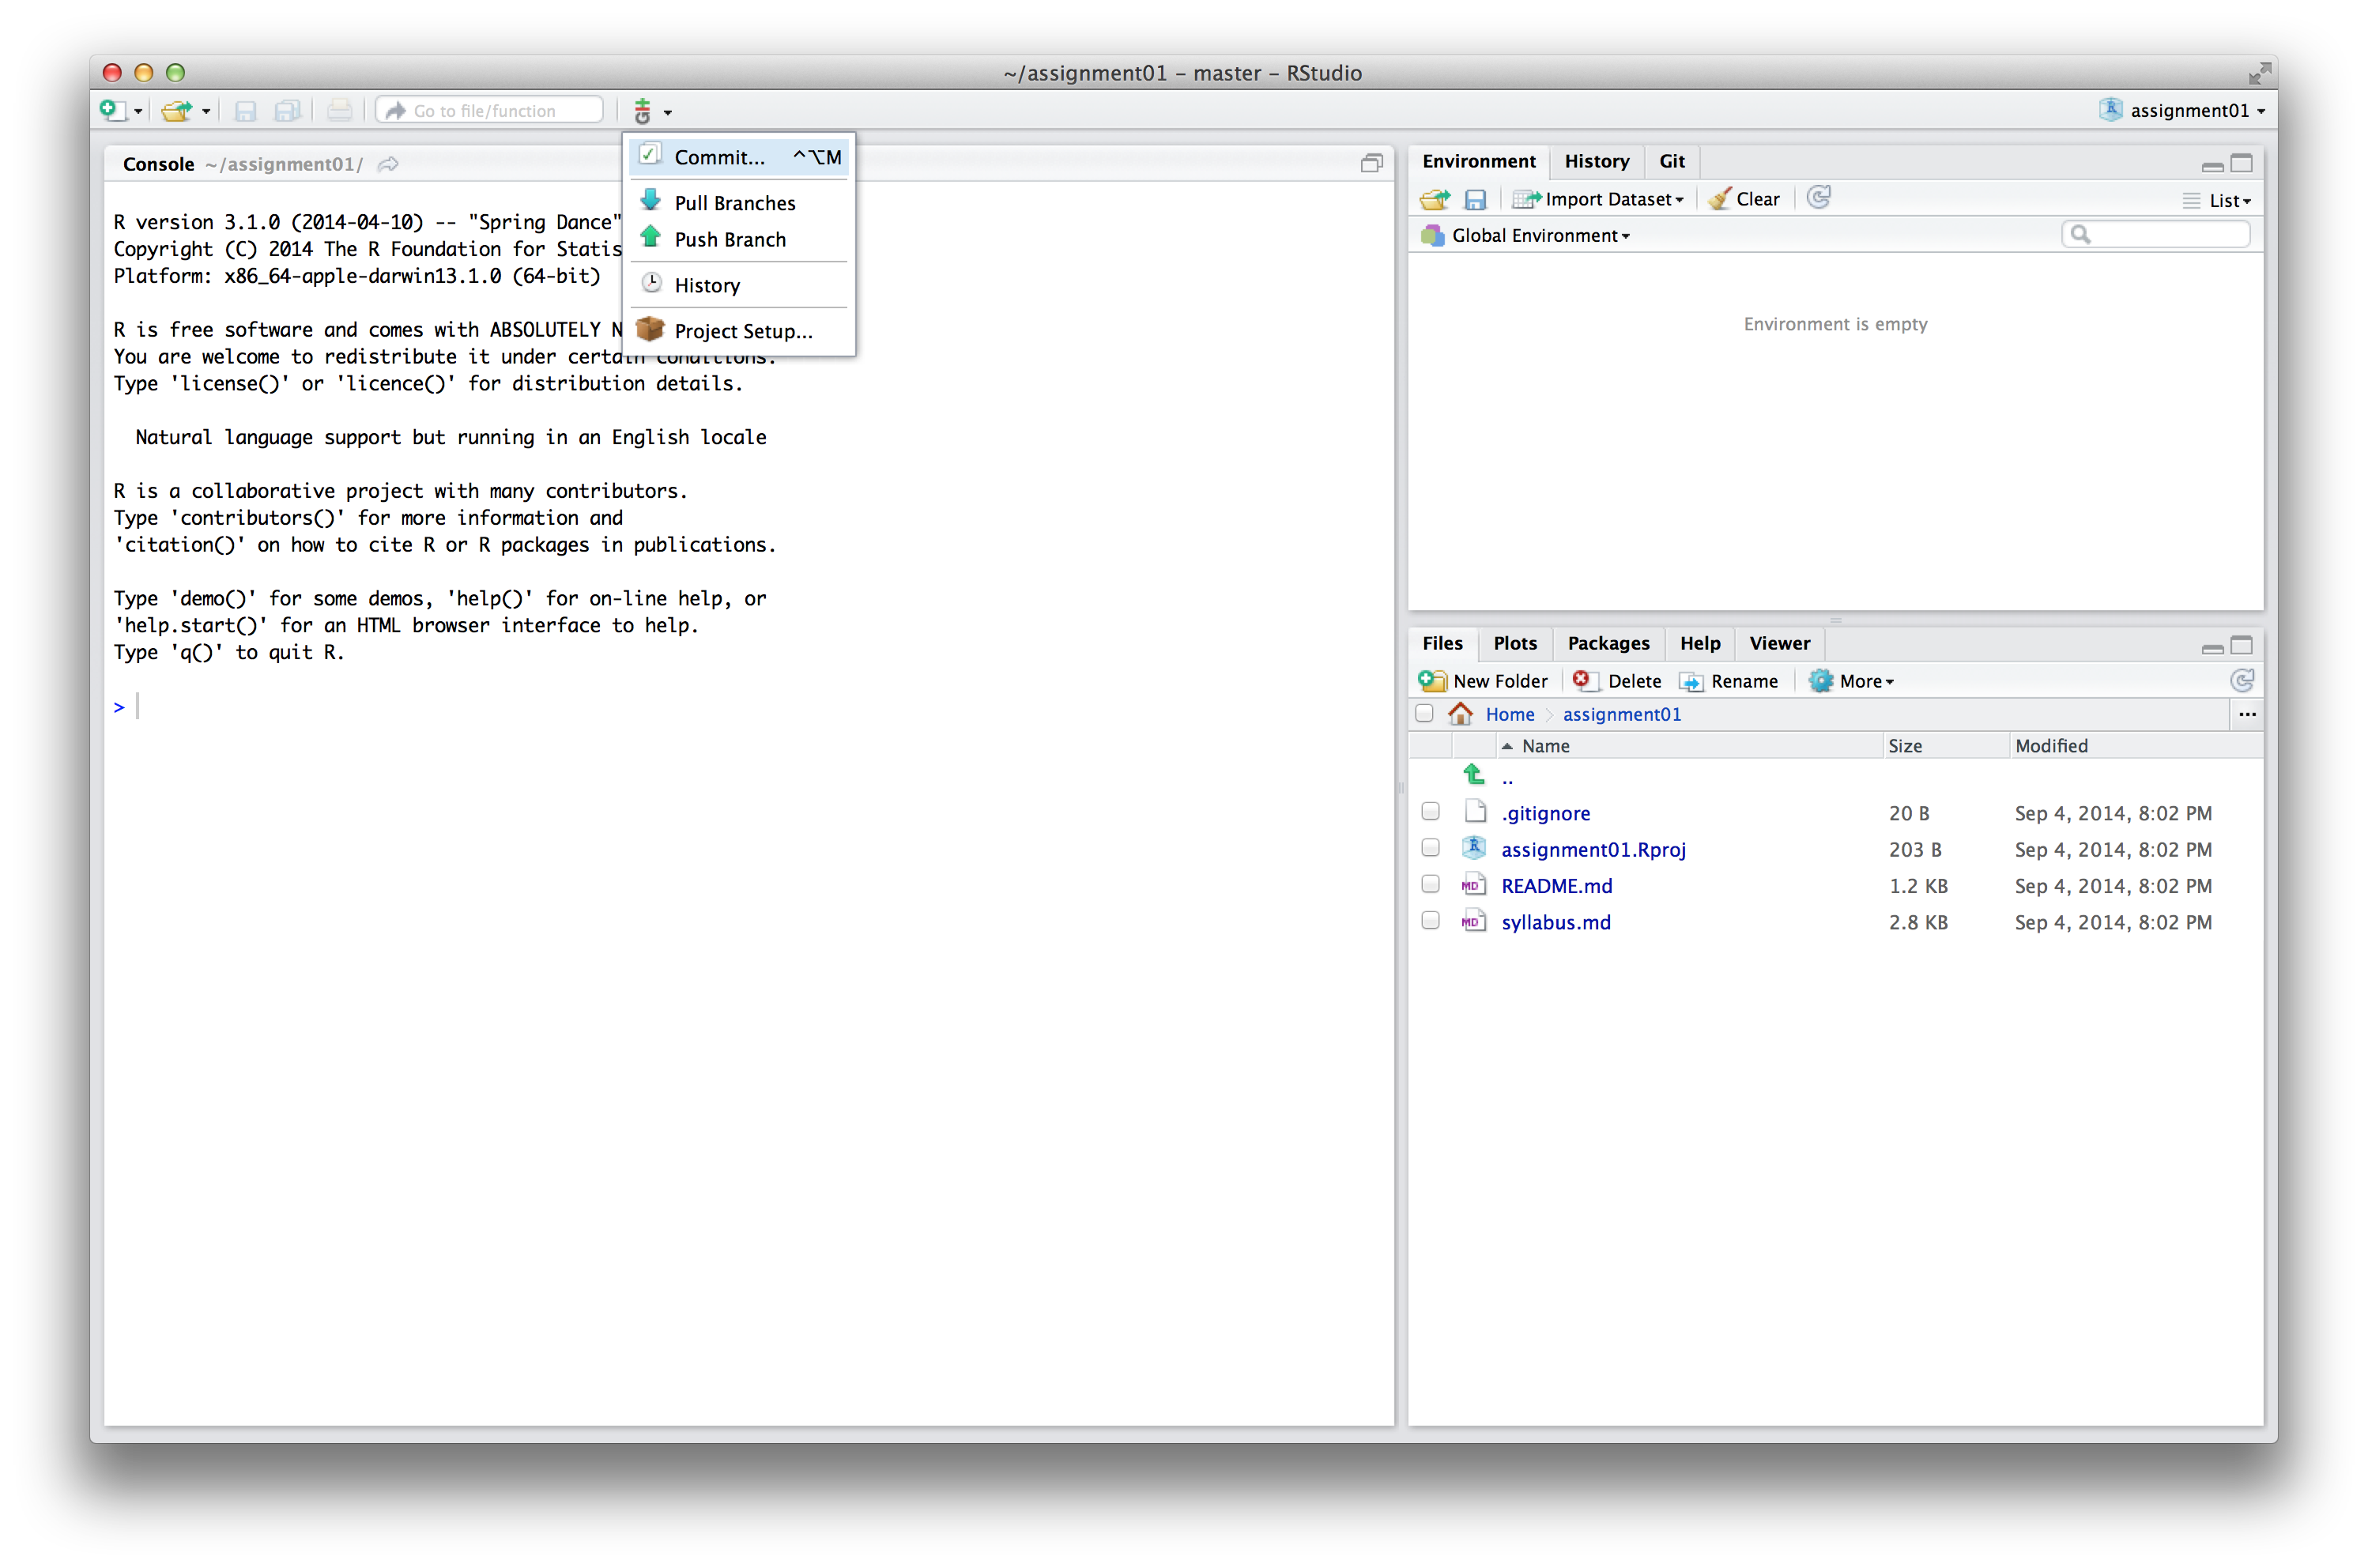 ~/assignment01 – master – RStudio
Go to file/function
assignment01
Console ~/assignment01/
Commit... ^⌥M
Pull Branches
Push Branch
History
Project Setup...
R version 3.1.0 (2014-04-10) -- "Spring Dance"
Copyright (C) 2014 The R Foundation for Statis
Platform: x86_64-apple-darwin13.1.0 (64-bit)
R is free software and comes with ABSOLUTELY N
You are welcome to redistribute it under certain conditions.
Type 'license()' or 'licence()' for distribution details.
Natural language support but running in an English locale
R is a collaborative project with many contributors.
Type 'contributors()' for more information and
'citation()' on how to cite R or R packages in publications.
Type 'demo()' for some demos, 'help()' for on-line help, or
'help.start()' for an HTML browser interface to help.
Type 'q()' to quit R.
>
Environment History Git
Import Dataset Clear List
Global Environment
Environment is empty
Files Plots Packages Help Viewer
New Folder Delete Rename More
Home assignment01 ...
Name Size Modified
..
.gitignore 20 B Sep 4, 2014, 8:02 PM
assignment01.Rproj 203 B Sep 4, 2014, 8:02 PM
MD README.md 1.2 KB Sep 4, 2014, 8:02 PM
MD syllabus.md 2.8 KB Sep 4, 2014, 8:02 PM